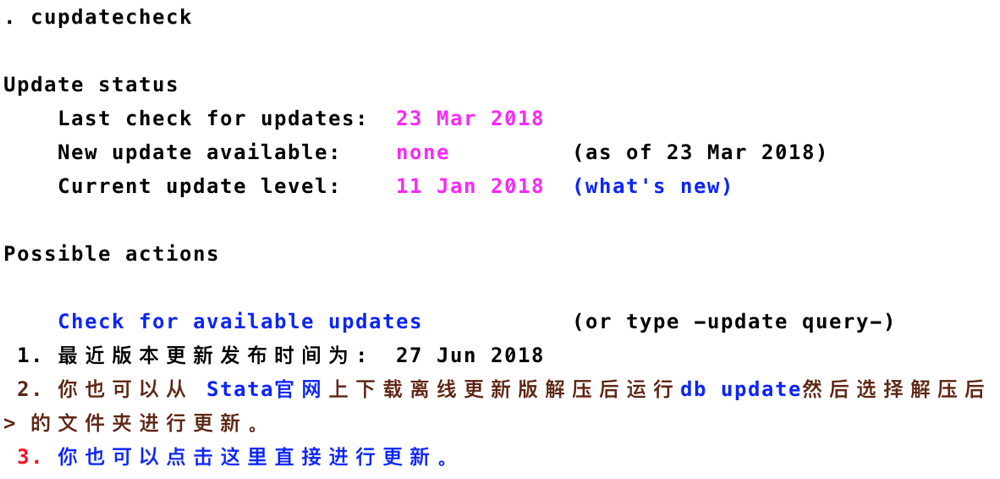 . cupdatecheck
Update status
Last check for updates: 23 Mar 2018
New update available: none (as of 23 Mar 2018)
Current update level: 11 Jan 2018 (what's new)
Possible actions
Check for available updates (or type -update query-)
1. 最近版本更新发布时间为: 27 Jun 2018
2. 你也可以从 Stata官网上下载离线更新版解压后运行db update然后选择解压后
> 的文件夹进行更新。
3. 你也可以点击这里直接进行更新。